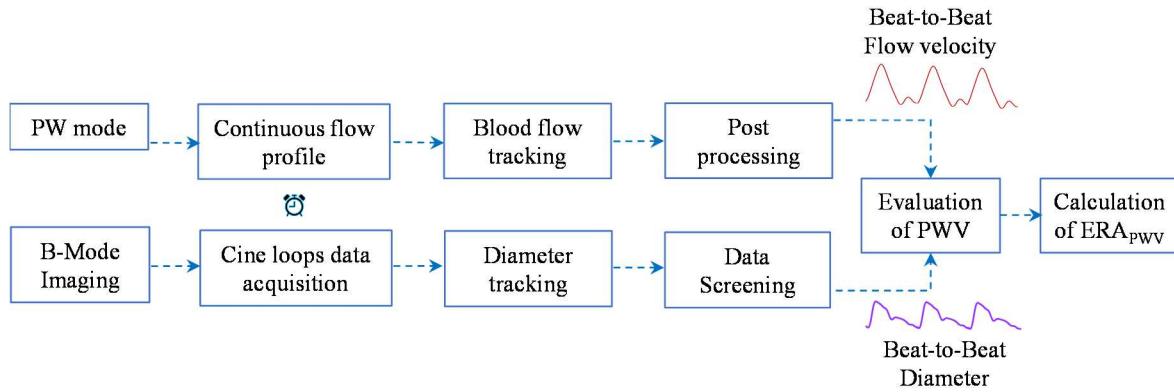 Beat-to-Beat
Flow velocity
PW mode
Continuous flow
profile
Blood flow
tracking
Post
processing
Evaluation
of PWV
Calculation
of ERAPWV
B-Mode
Imaging
Cine loops data
acquisition
Diameter
tracking
Data
Screening
Beat-to-Beat
Diameter